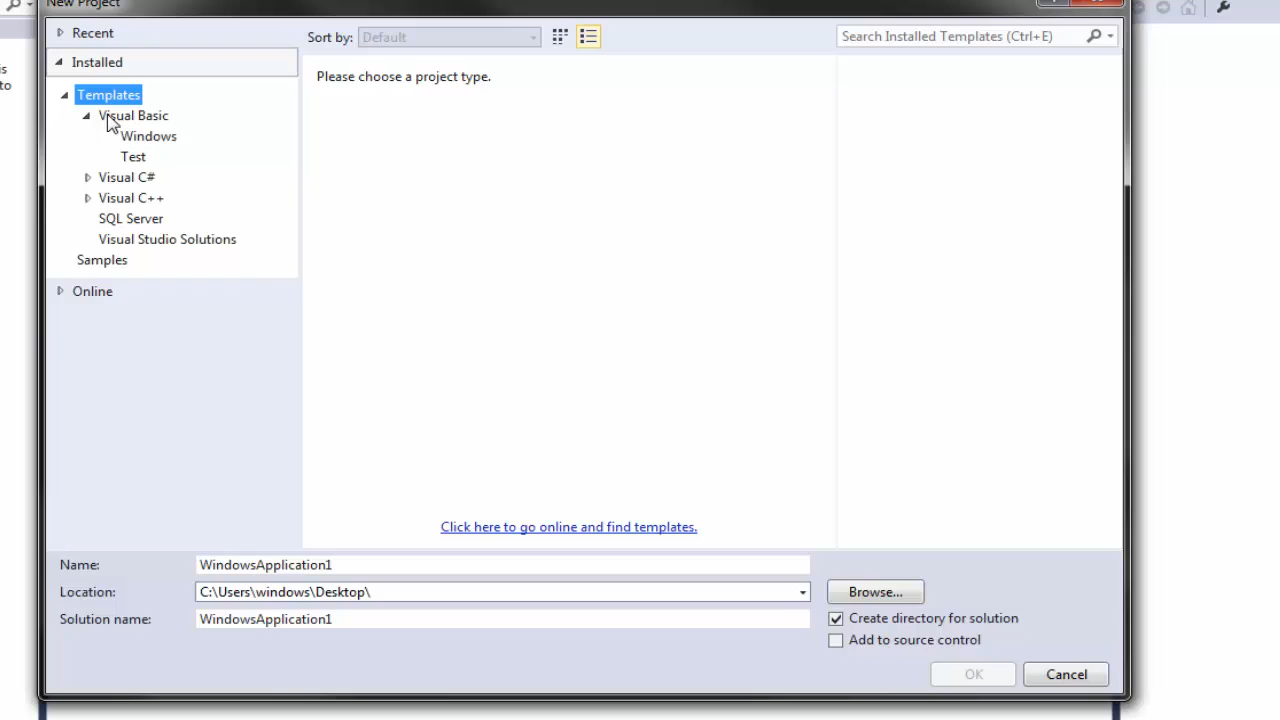 New Project
Recent
Installed
Templates
Visual Basic
Windows
Test
Visual C#
Visual C++
SQL Server
Visual Studio Solutions
Samples
Online
Sort by: Default
Search Installed Templates (Ctrl+E)
Please choose a project type.
Click here to go online and find templates.
Name: WindowsApplication1
Location: C:\Users\windows\Desktop\
Browse...
Solution name: WindowsApplication1
Create directory for solution
Add to source control
OK
Cancel
is
to